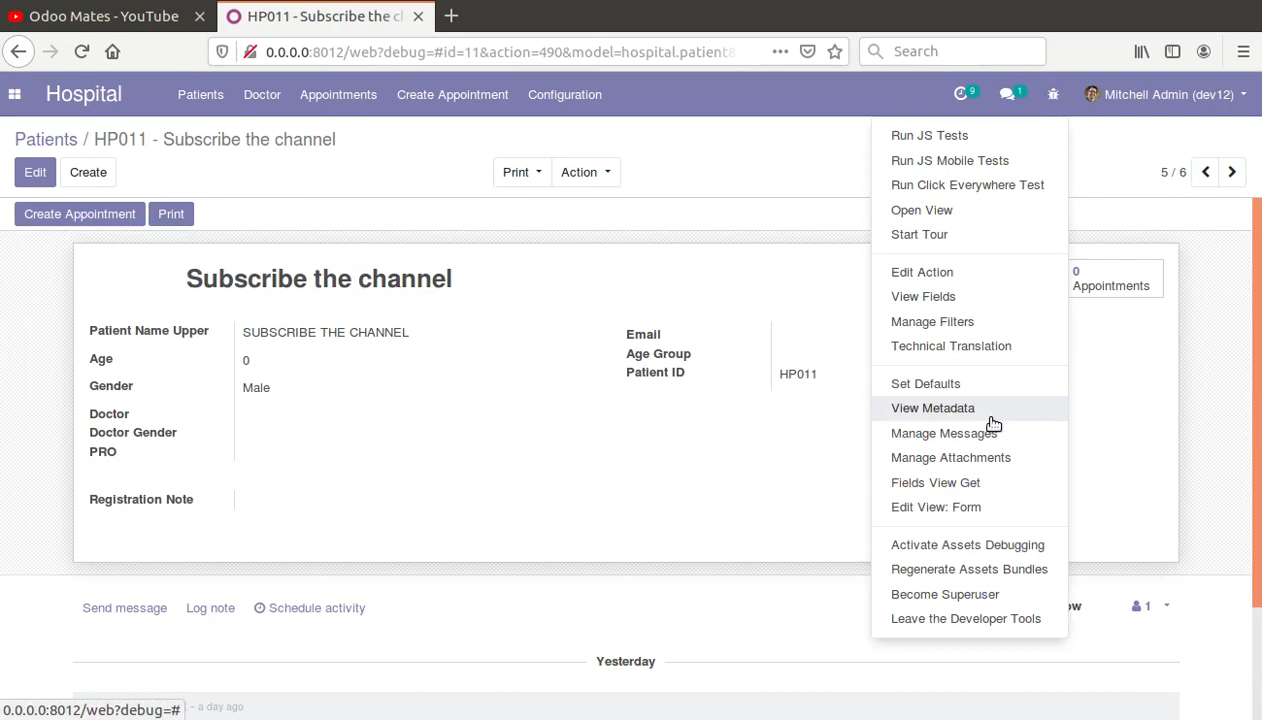 Odoo Mates - YouTube
HP011 - Subscribe the c
0.0.0.0:8012/web?debug=#id=11&action=490&model=hospital.patient&
Search
Hospital
Patients
Doctor
Appointments
Create Appointment
Configuration
9
1
Mitchell Admin (dev12)
Patients / HP011 - Subscribe the channel
Edit
Create
Print
Action
5 / 6
Create Appointment
Print
Subscribe the channel
0
Appointments
Patient Name Upper
SUBSCRIBE THE CHANNEL
Age
0
Gender
Male
Doctor
Doctor Gender
PRO
Registration Note
Email
Age Group
Patient ID
HP011
Run JS Tests
Run JS Mobile Tests
Run Click Everywhere Test
Open View
Start Tour
Edit Action
View Fields
Manage Filters
Technical Translation
Set Defaults
View Metadata
Manage Messages
Manage Attachments
Fields View Get
Edit View: Form
Activate Assets Debugging
Regenerate Assets Bundles
Become Superuser
Leave the Developer Tools
Send message
Log note
Schedule activity
ow
1
Yesterday
- a day ago
0.0.0.0:8012/web?debug=#